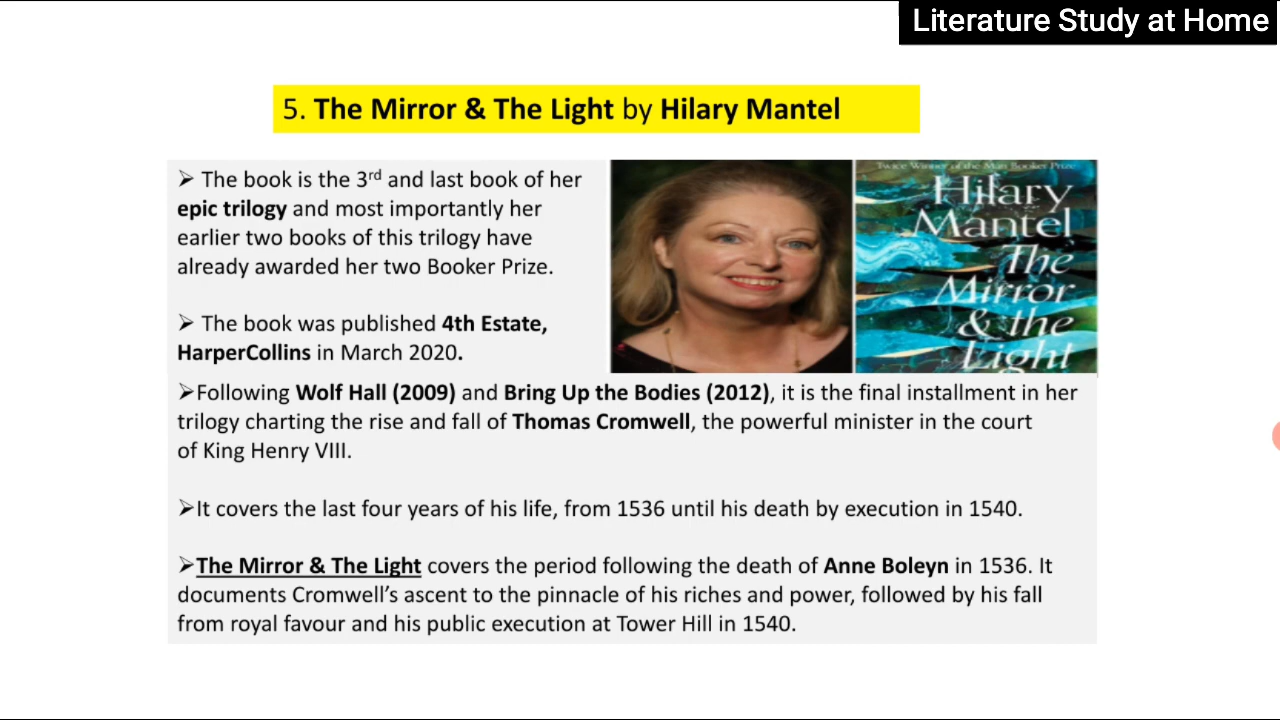 Literature Study at Home
5. The Mirror & The Light by Hilary Mantel
➢ The book is the 3rd and last book of her
epic trilogy and most importantly her
earlier two books of this trilogy have
already awarded her two Booker Prize.
➢ The book was published 4th Estate,
HarperCollins in March 2020.
Twice Winner of the Man Booker Prize
Hilary
Mantel
The
Mirror
& the
Light
➢Following Wolf Hall (2009) and Bring Up the Bodies (2012), it is the final installment in her
trilogy charting the rise and fall of Thomas Cromwell, the powerful minister in the court
of King Henry VIII.
➢It covers the last four years of his life, from 1536 until his death by execution in 1540.
➢The Mirror & The Light covers the period following the death of Anne Boleyn in 1536. It
documents Cromwell’s ascent to the pinnacle of his riches and power, followed by his fall
from royal favour and his public execution at Tower Hill in 1540.